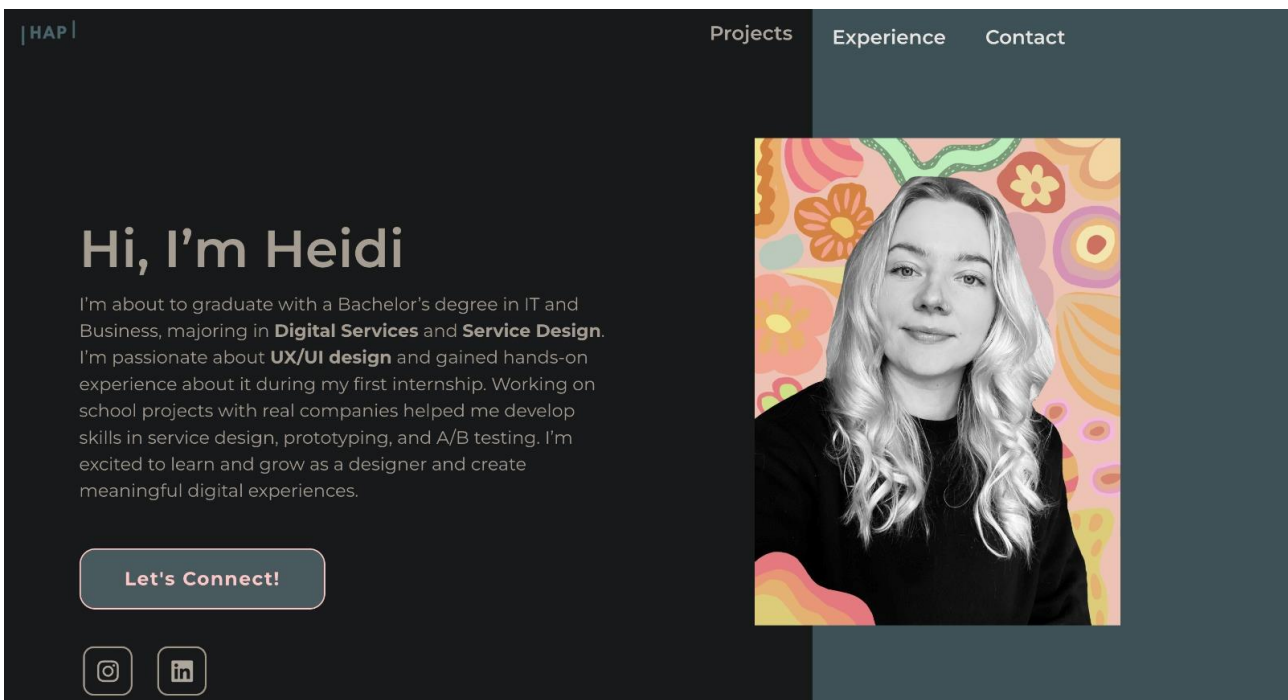 HAP
Projects
Experience
Contact
Hi, I’m Heidi
I’m about to graduate with a Bachelor’s degree in IT and
Business, majoring in Digital Services and Service Design.
I’m passionate about UX/UI design and gained hands-on
experience about it during my first internship. Working on
school projects with real companies helped me develop
skills in service design, prototyping, and A/B testing. I’m
excited to learn and grow as a designer and create
meaningful digital experiences.
Let's Connect!
in